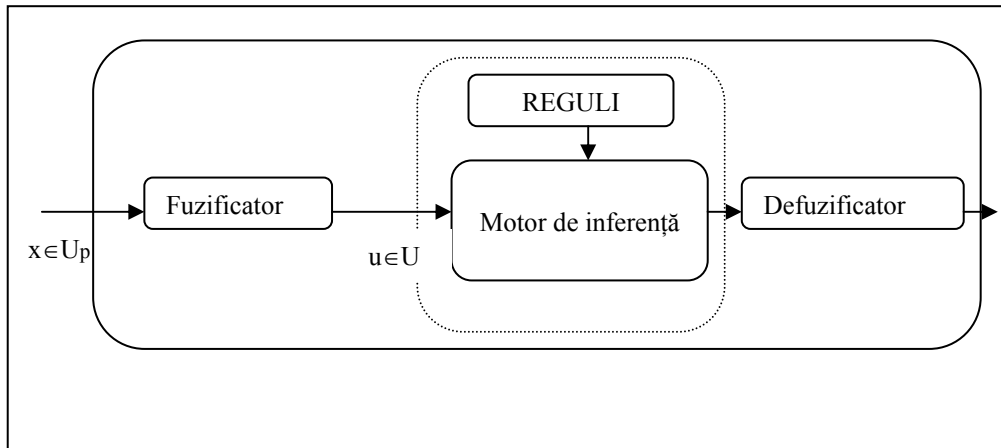 REGULI
Fuzificator
Motor de inferență
Defuzificator
x∈Up
u∈U